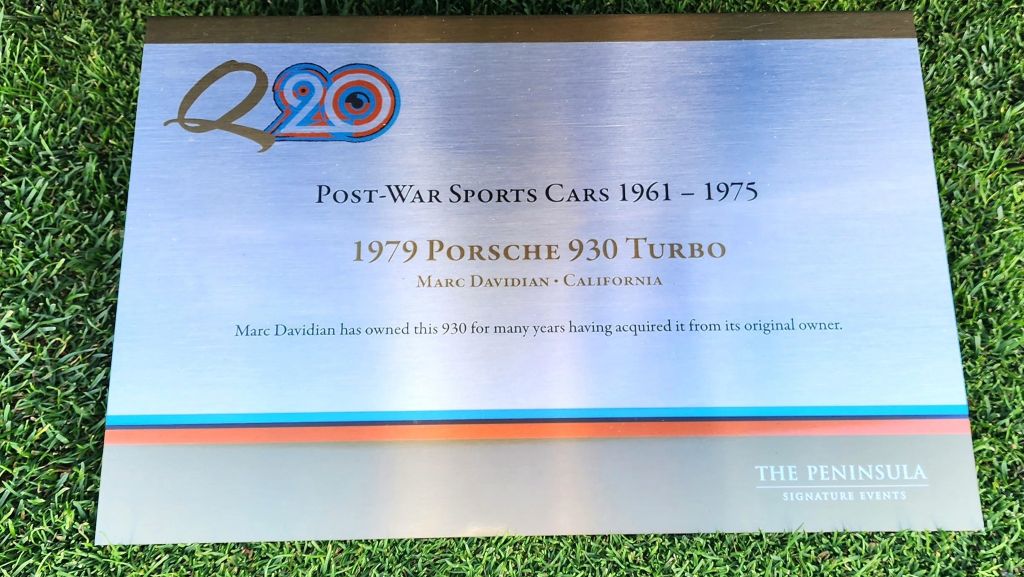 Q20
Post-War Sports Cars 1961 – 1975
1979 Porsche 930 Turbo
Marc Davidian • California
Marc Davidian has owned this 930 for many years having acquired it from its original owner.
THE PENINSULA
SIGNATURE EVENTS